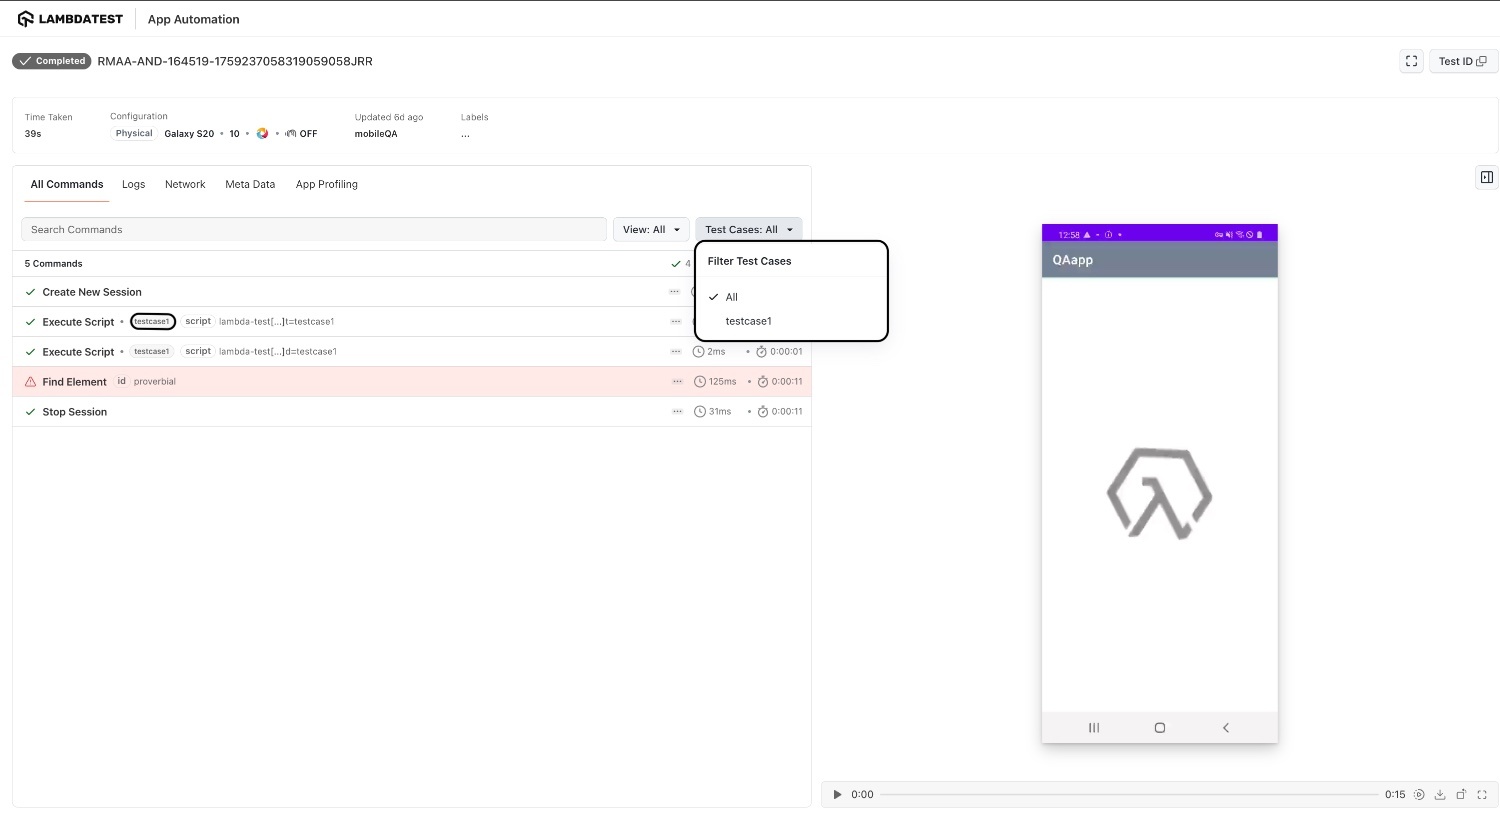 LAMBDATEST App Automation
Completed RMAA-AND-164519-1759237058319059058JRR
Test ID
Time Taken Configuration Updated 6d ago Labels
39s Physical Galaxy S20 • 10 • • OFF mobileQA ...
All Commands Logs Network Meta Data App Profiling
Search Commands View: All Test Cases: All
5 Commands 4
Filter Test Cases
All
testcase1
Create New Session
Execute Script • testcase1 script lambda-test[...]t=testcase1
Execute Script • testcase1 script lambda-test[...]d=testcase1 2ms • 0:00:01
Find Element id proverbial 125ms • 0:00:11
Stop Session 31ms • 0:00:11
12:58
QAapp
0:00 0:15